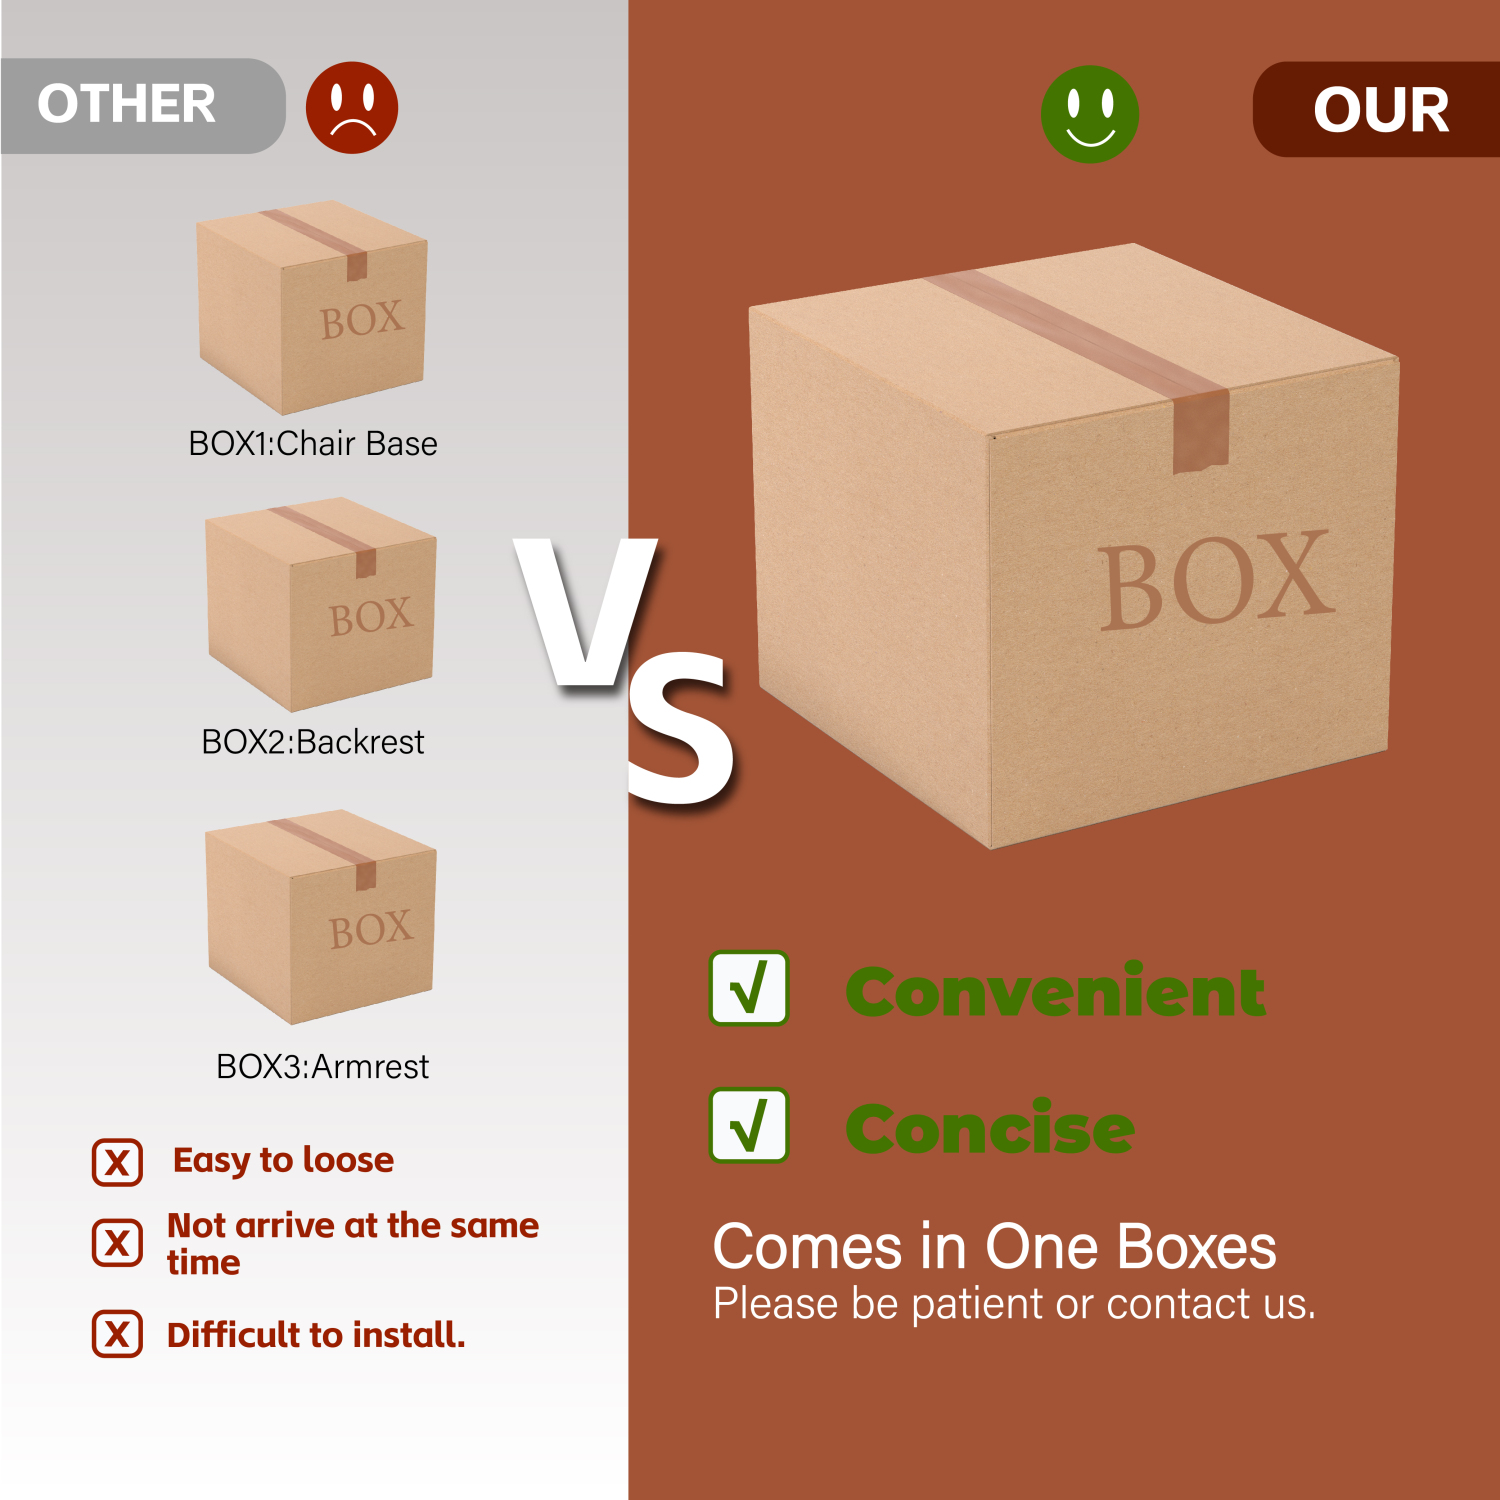 OTHER
BOX
BOX1:Chair Base
BOX
BOX2:Backrest
BOX
BOX3:Armrest
X Easy to loose
X Not arrive at the same
time
X Difficult to install.
VS
OUR
BOX
√ Convenient
√ Concise
Comes in One Boxes
Please be patient or contact us.